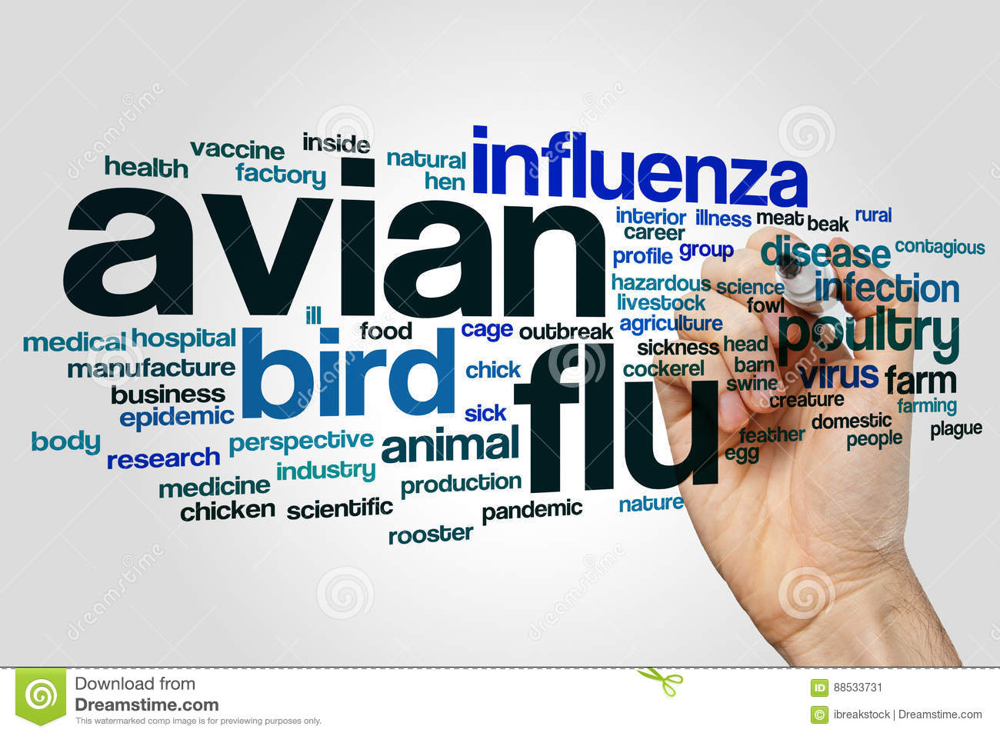 vaccine inside
health factory natural
hen influenza
avian
interior illness meat beak rural
career
profile group disease contagious
hazardous science infection
livestock fowl
ill agriculture poultry
medical hospital food cage outbreak
sickness head
manufacture bird chick flu cockerel barn virus farm
swine
business creature farming
epidemic sick domestic plague
body perspective animal feather people
research egg
industry
medicine production
chicken scientific pandemic nature
rooster
dreamstime
dreamstime
dreamstime
dreamstime
Download from
Dreamstime.com
This watermarked comp image is for previewing purposes only.
ID 88533731
© ibreakstock | Dreamstime.com